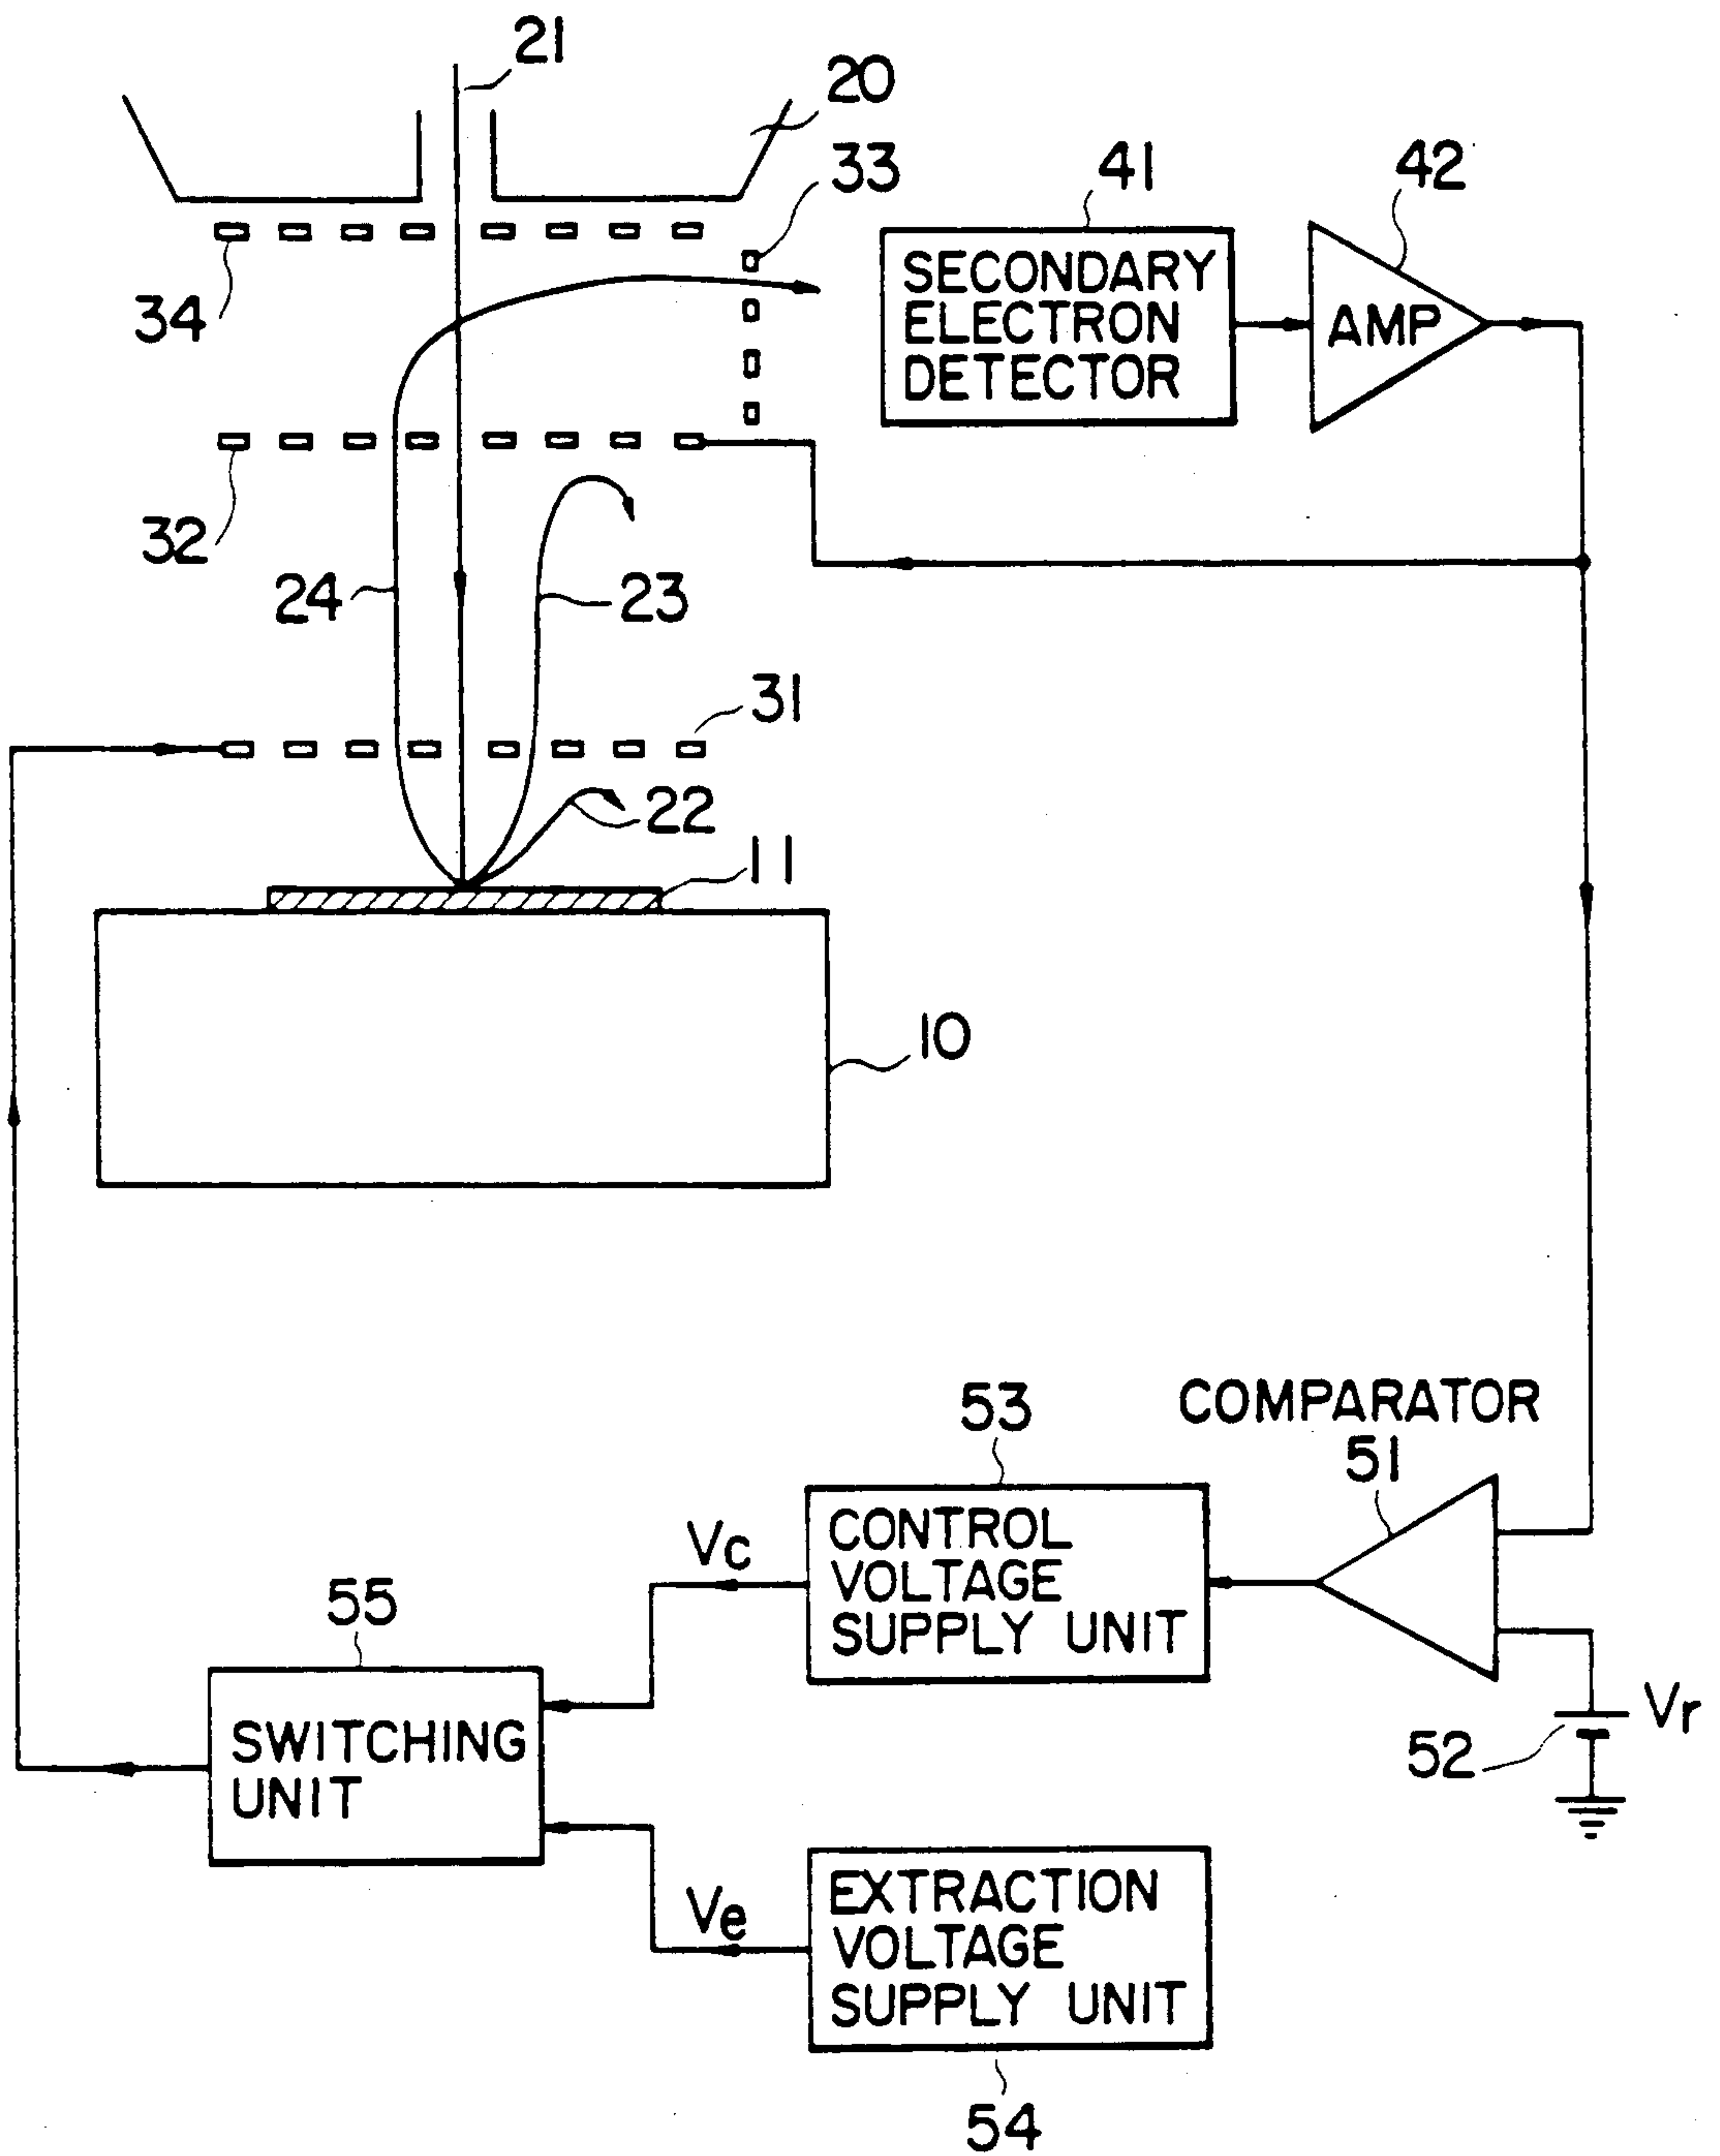 21
20
33
41
42
SECONDARY
ELECTRON
DETECTOR
AMP
34
32
24
23
31
22
11
10
COMPARATOR
51
53
CONTROL
VOLTAGE
SUPPLY UNIT
Vc
55
SWITCHING
UNIT
Vr
52
Ve
EXTRACTION
VOLTAGE
SUPPLY UNIT
54